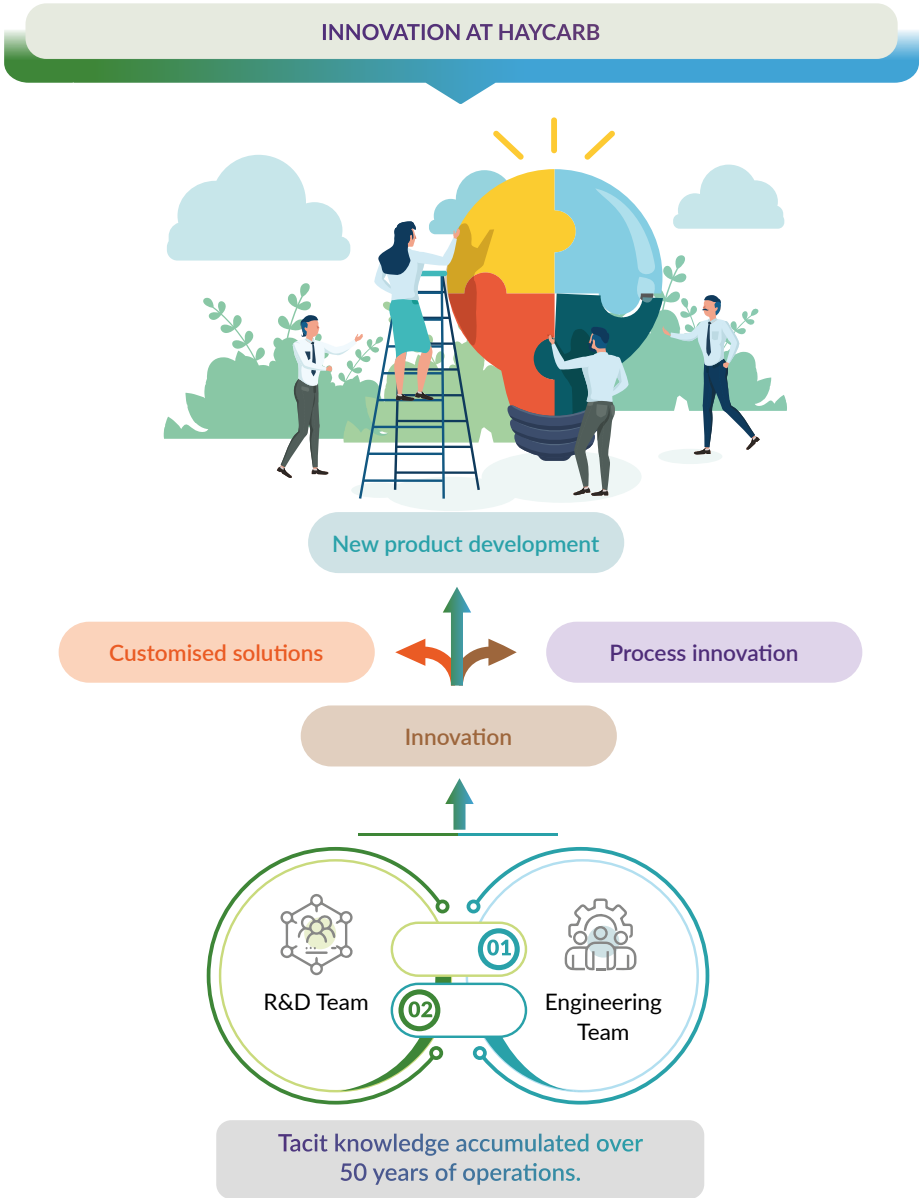 INNOVATION AT HAYCARB
New product development
Customised solutions
Process innovation
Innovation
01
R&D Team
02
Engineering
Team
Tacit knowledge accumulated over
50 years of operations.